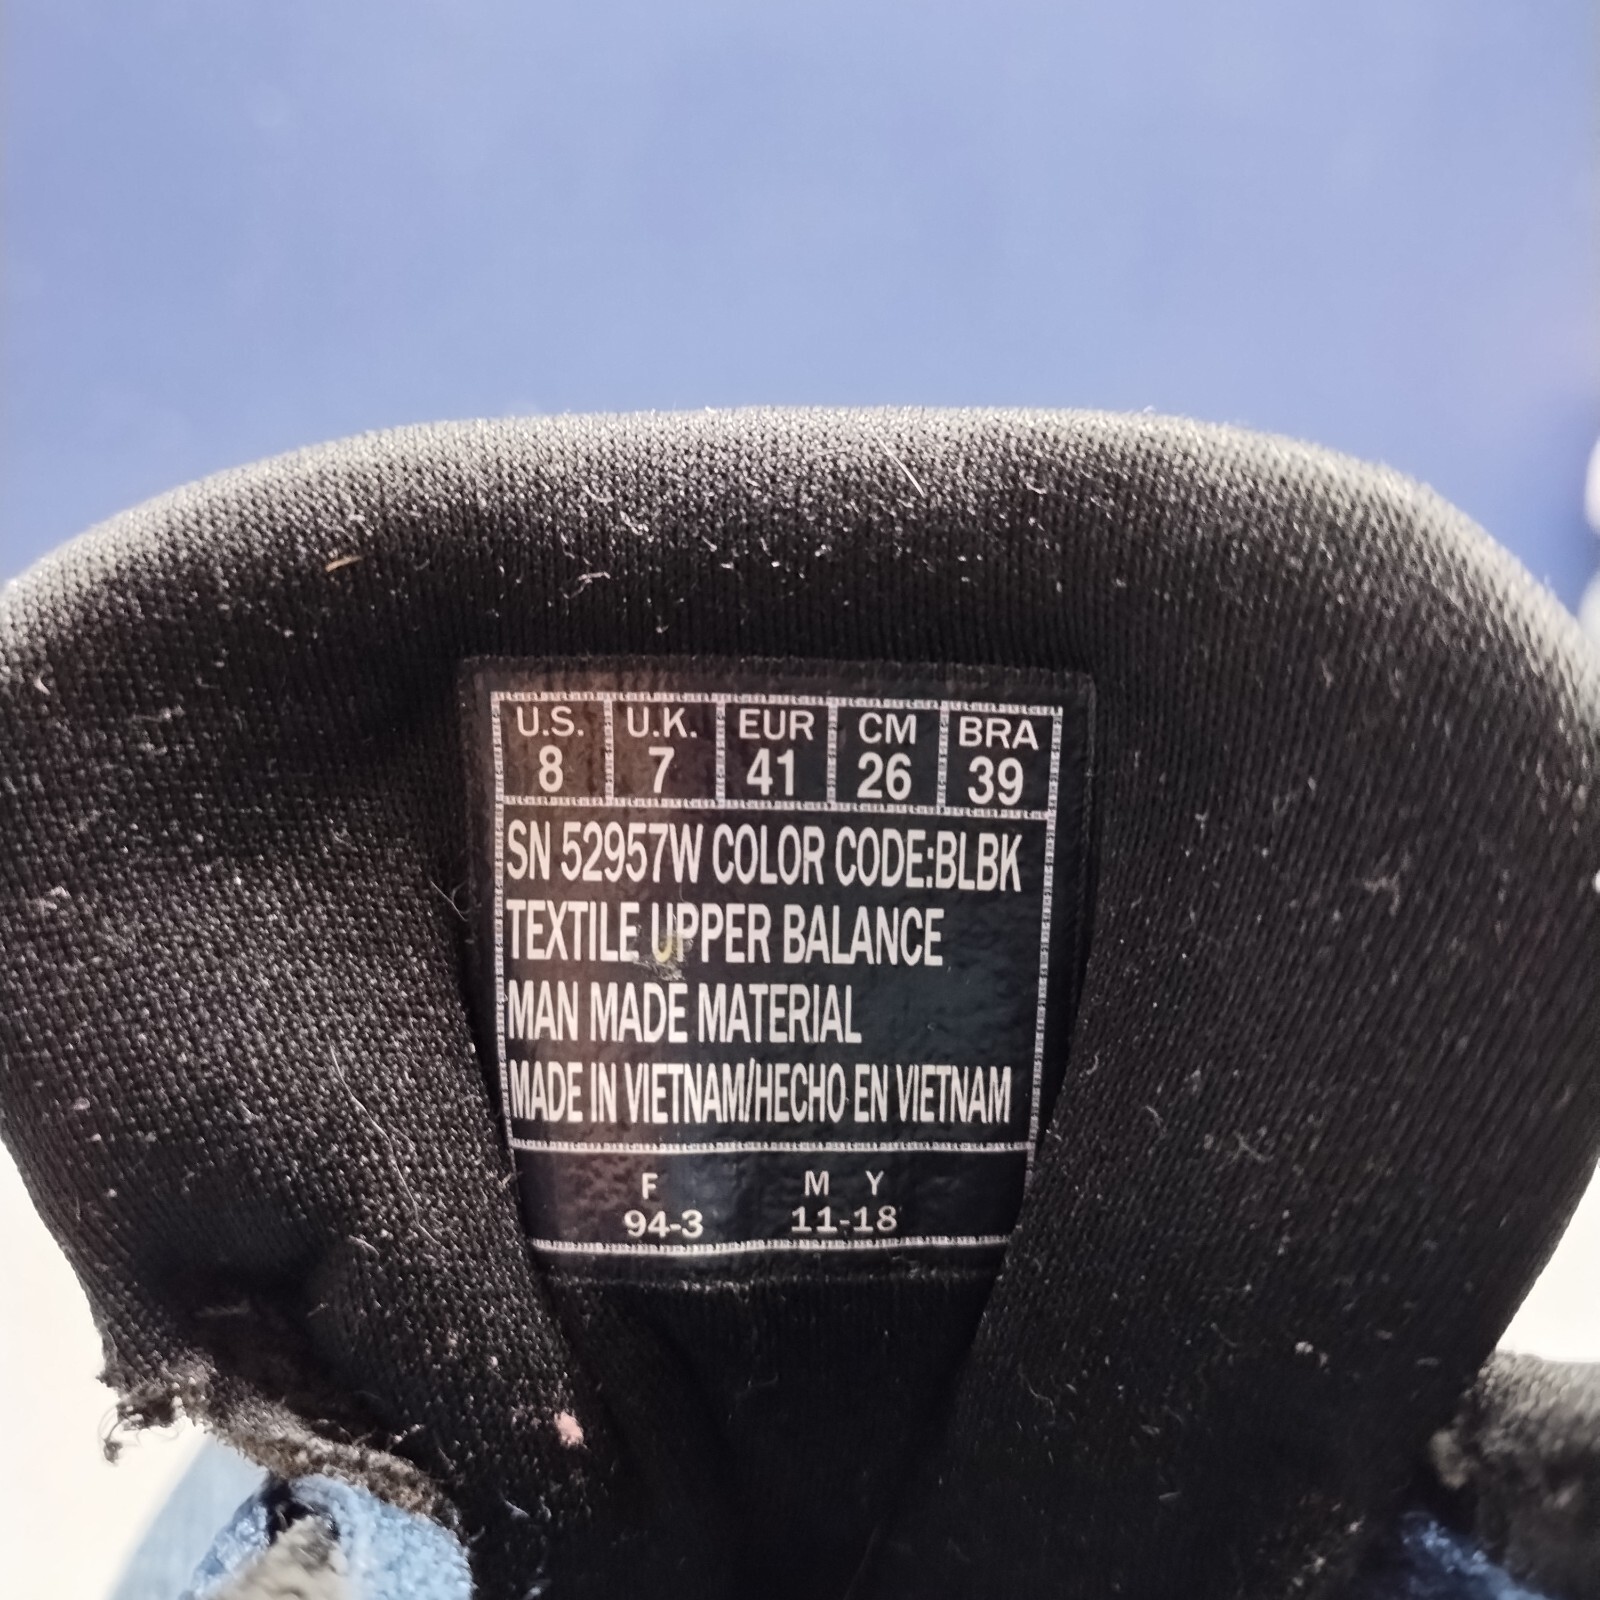 U.S. U.K. EUR CM BRA
8 7 41 26 39
SN 52957W COLOR CODE:BLBK
TEXTILE UPPER BALANCE
MAN MADE MATERIAL
MADE IN VIETNAM/HECHO EN VIETNAM
F M Y
94-3 11-18